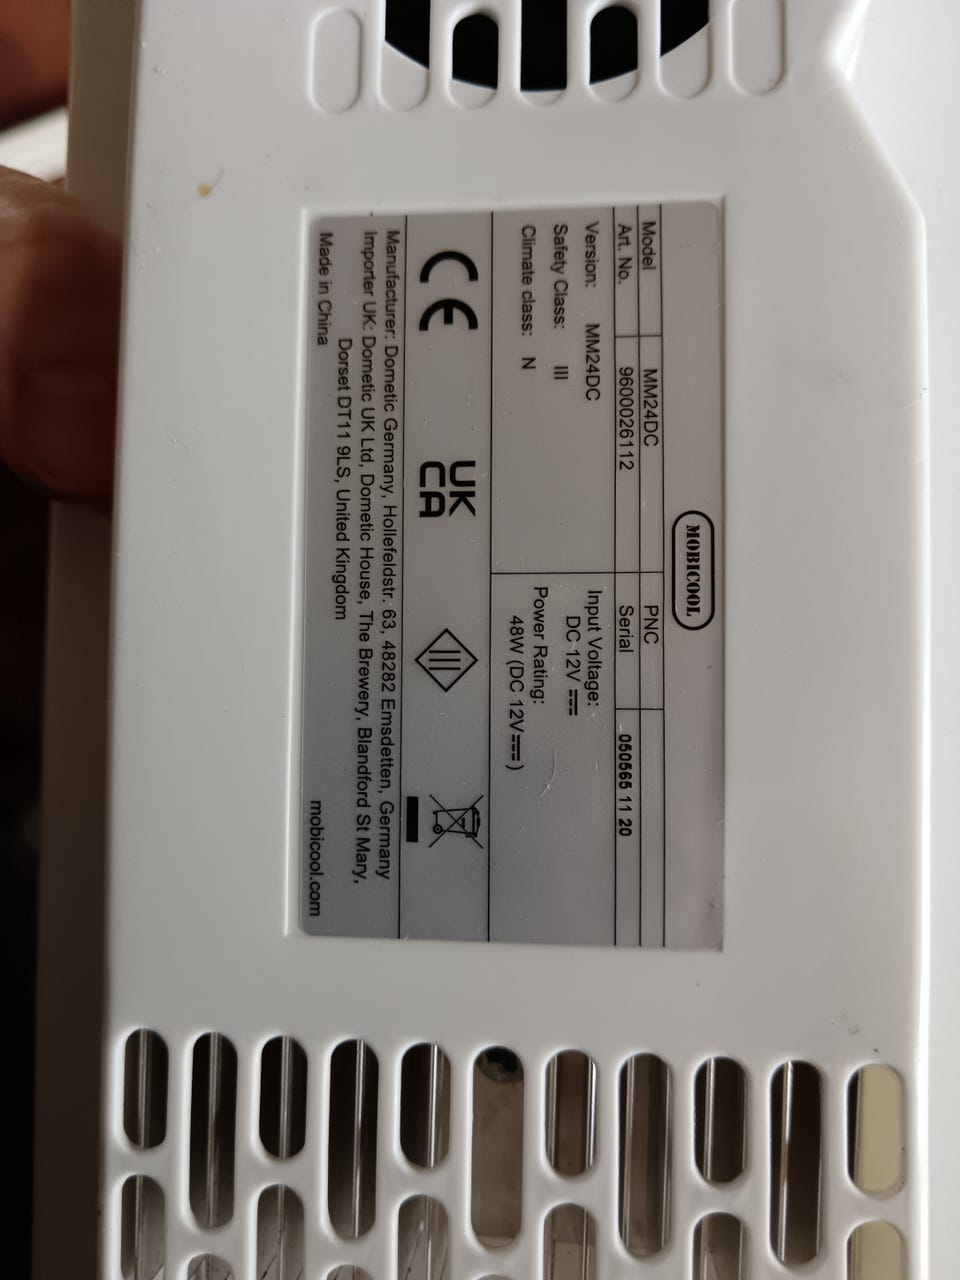 MOBICOOL
Model MM24DC PNC
Art. No. 9600026112 Serial 050565 11 20
Version: MM24DC
Safety Class: III
Climate class: N
Input Voltage:
DC 12V ⎓
Power Rating:
48W (DC 12V⎓)
CE
UK
CA
III
Manufacturer: Dometic Germany, Hollefeldstr. 63, 48282 Emsdetten, Germany
Importer UK: Dometic UK Ltd, Dometic House, The Brewery, Blandford St Mary,
Dorset DT11 9LS, United Kingdom
Made in China
mobicool.com